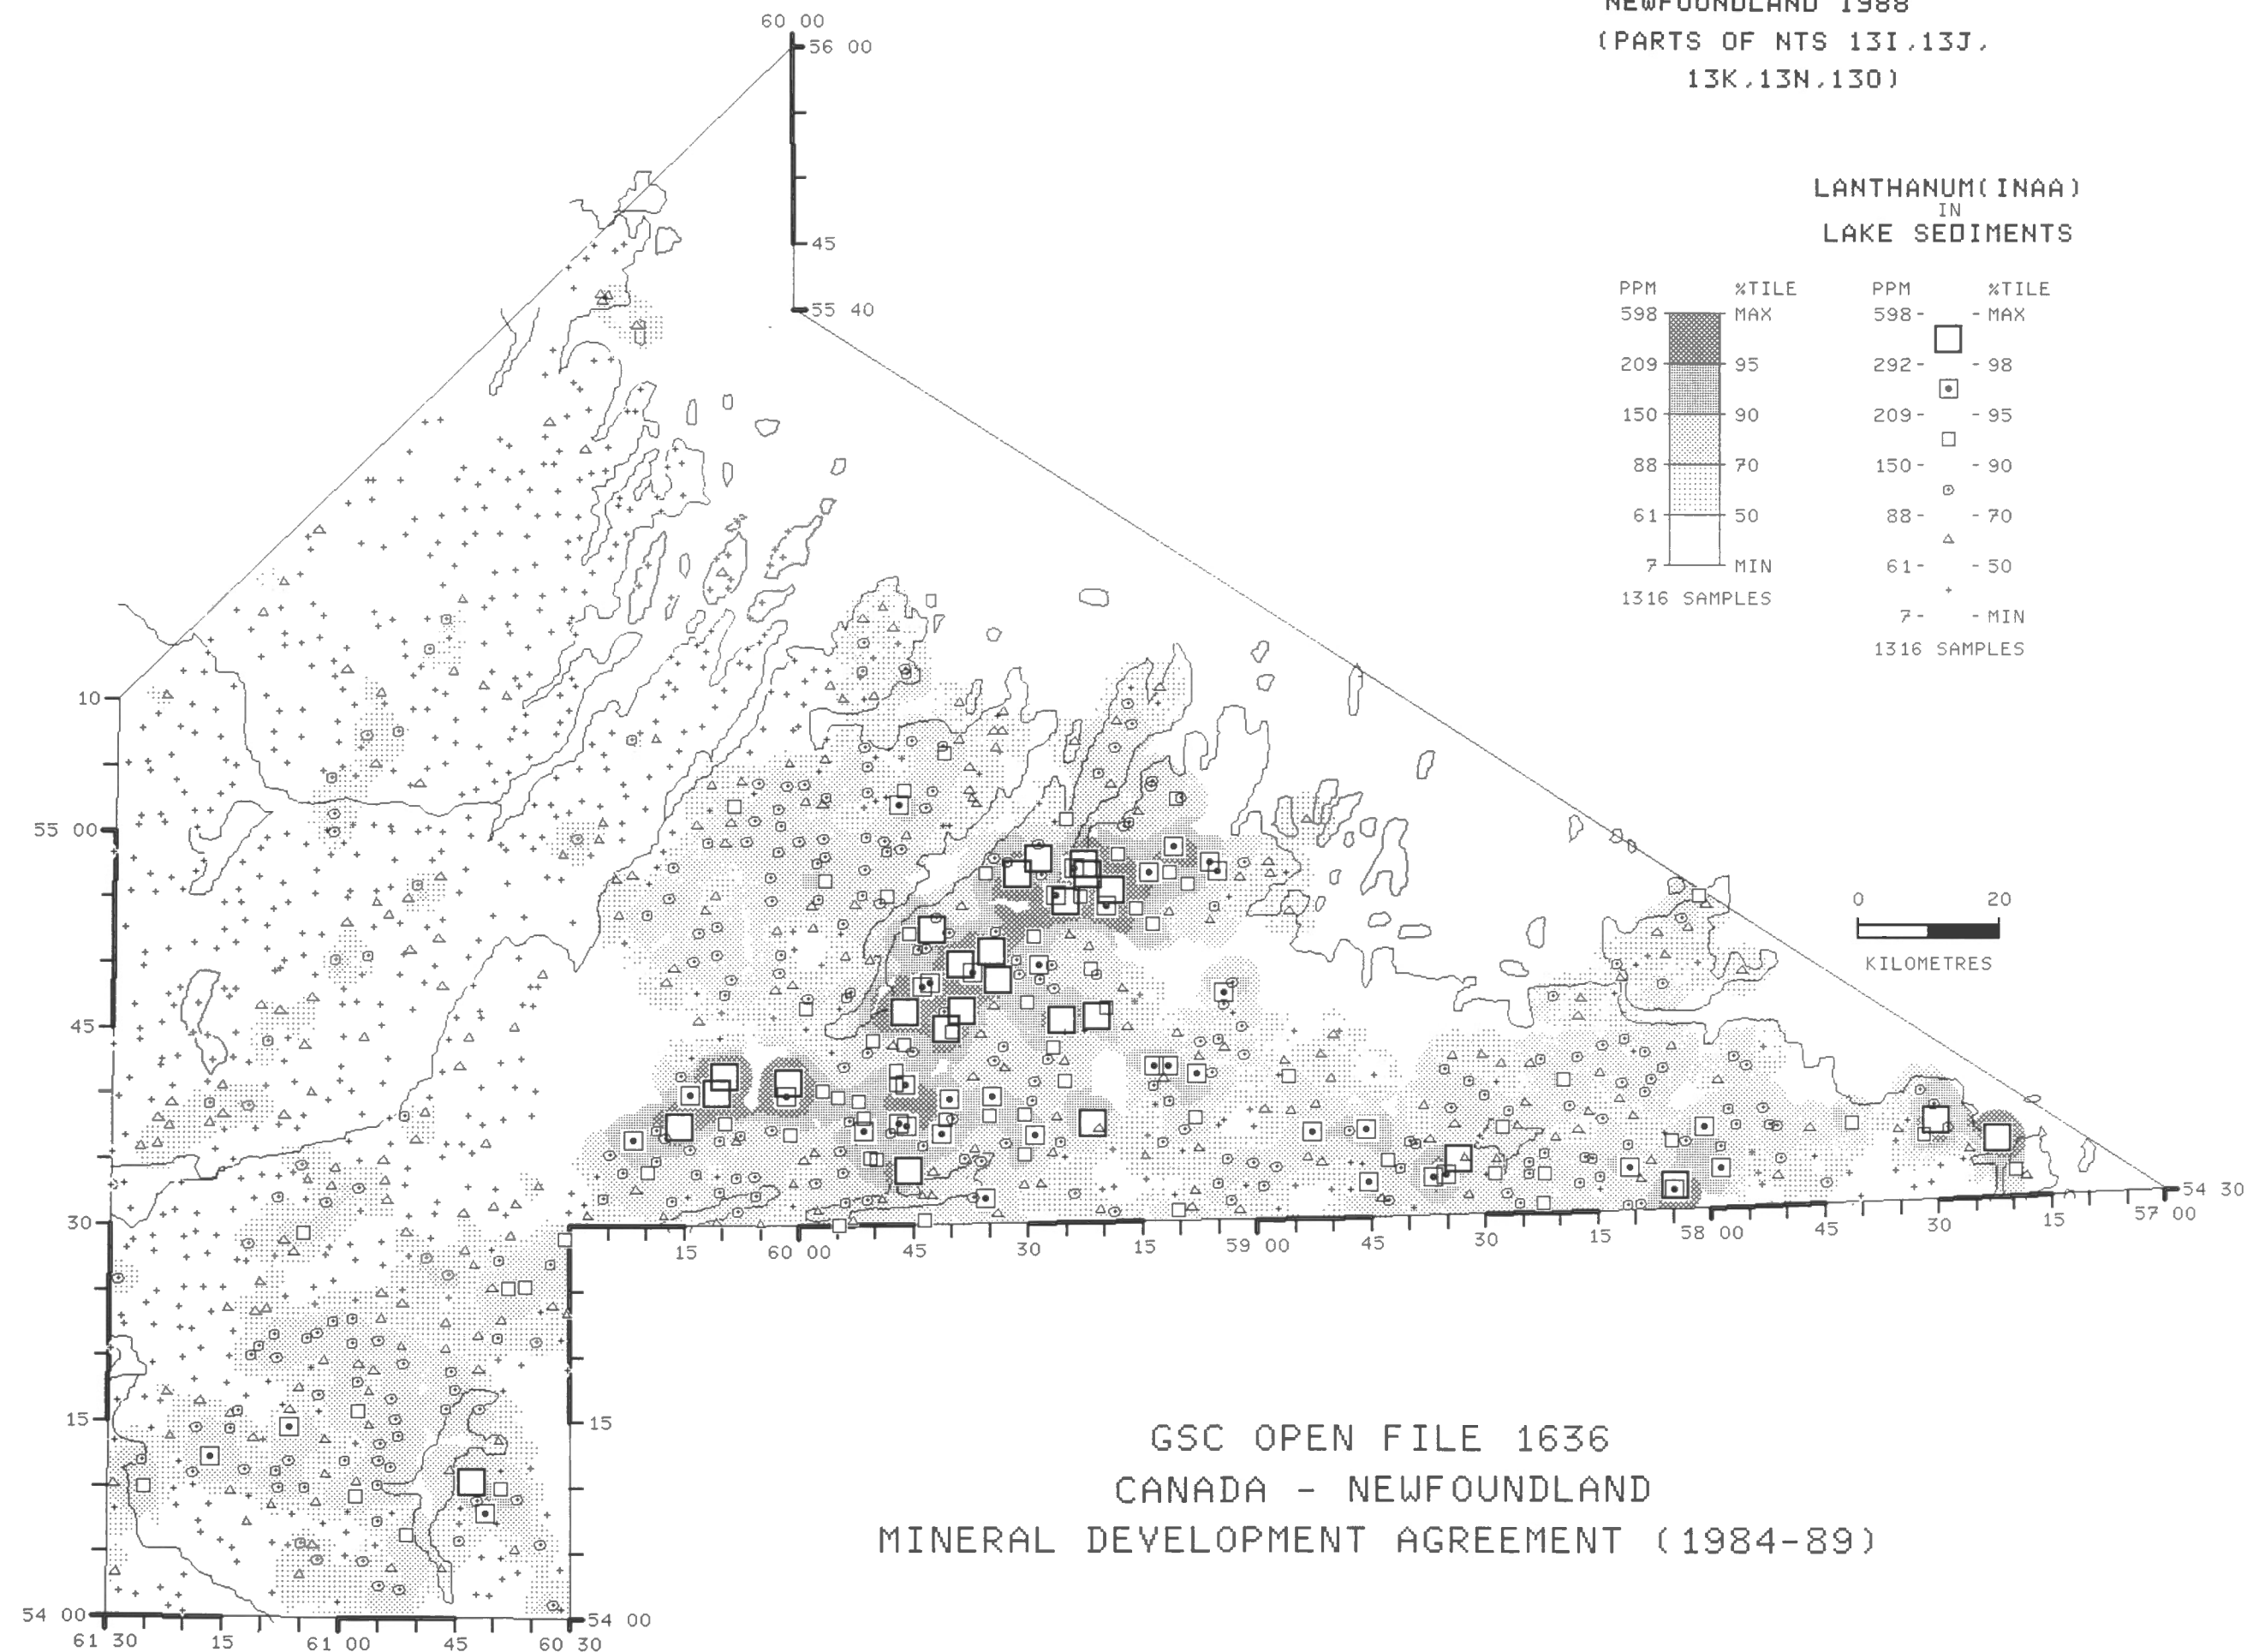 NEWFOUNDLAND 1988
(PARTS OF NTS 13I,13J,
13K,13N,13O)
LANTHANUM(INAA)
IN
LAKE SEDIMENTS
PPM %TILE
598 MAX
209 95
150 90
88 70
61 50
7 MIN
1316 SAMPLES
PPM %TILE
598- -MAX
292- -98
209- -95
150- -90
88- -70
61- -50
7- -MIN
1316 SAMPLES
60 00
56 00
45
55 40
10
55 00
45
30
15
54 00
61 30
15
61 00
45
60 30
54 00
15
15
60 00
45
30
15
59 00
45
30
15
58 00
45
30
15
57 00
54 30
0 20
KILOMETRES
GSC OPEN FILE 1636
CANADA - NEWFOUNDLAND
MINERAL DEVELOPMENT AGREEMENT (1984-89)